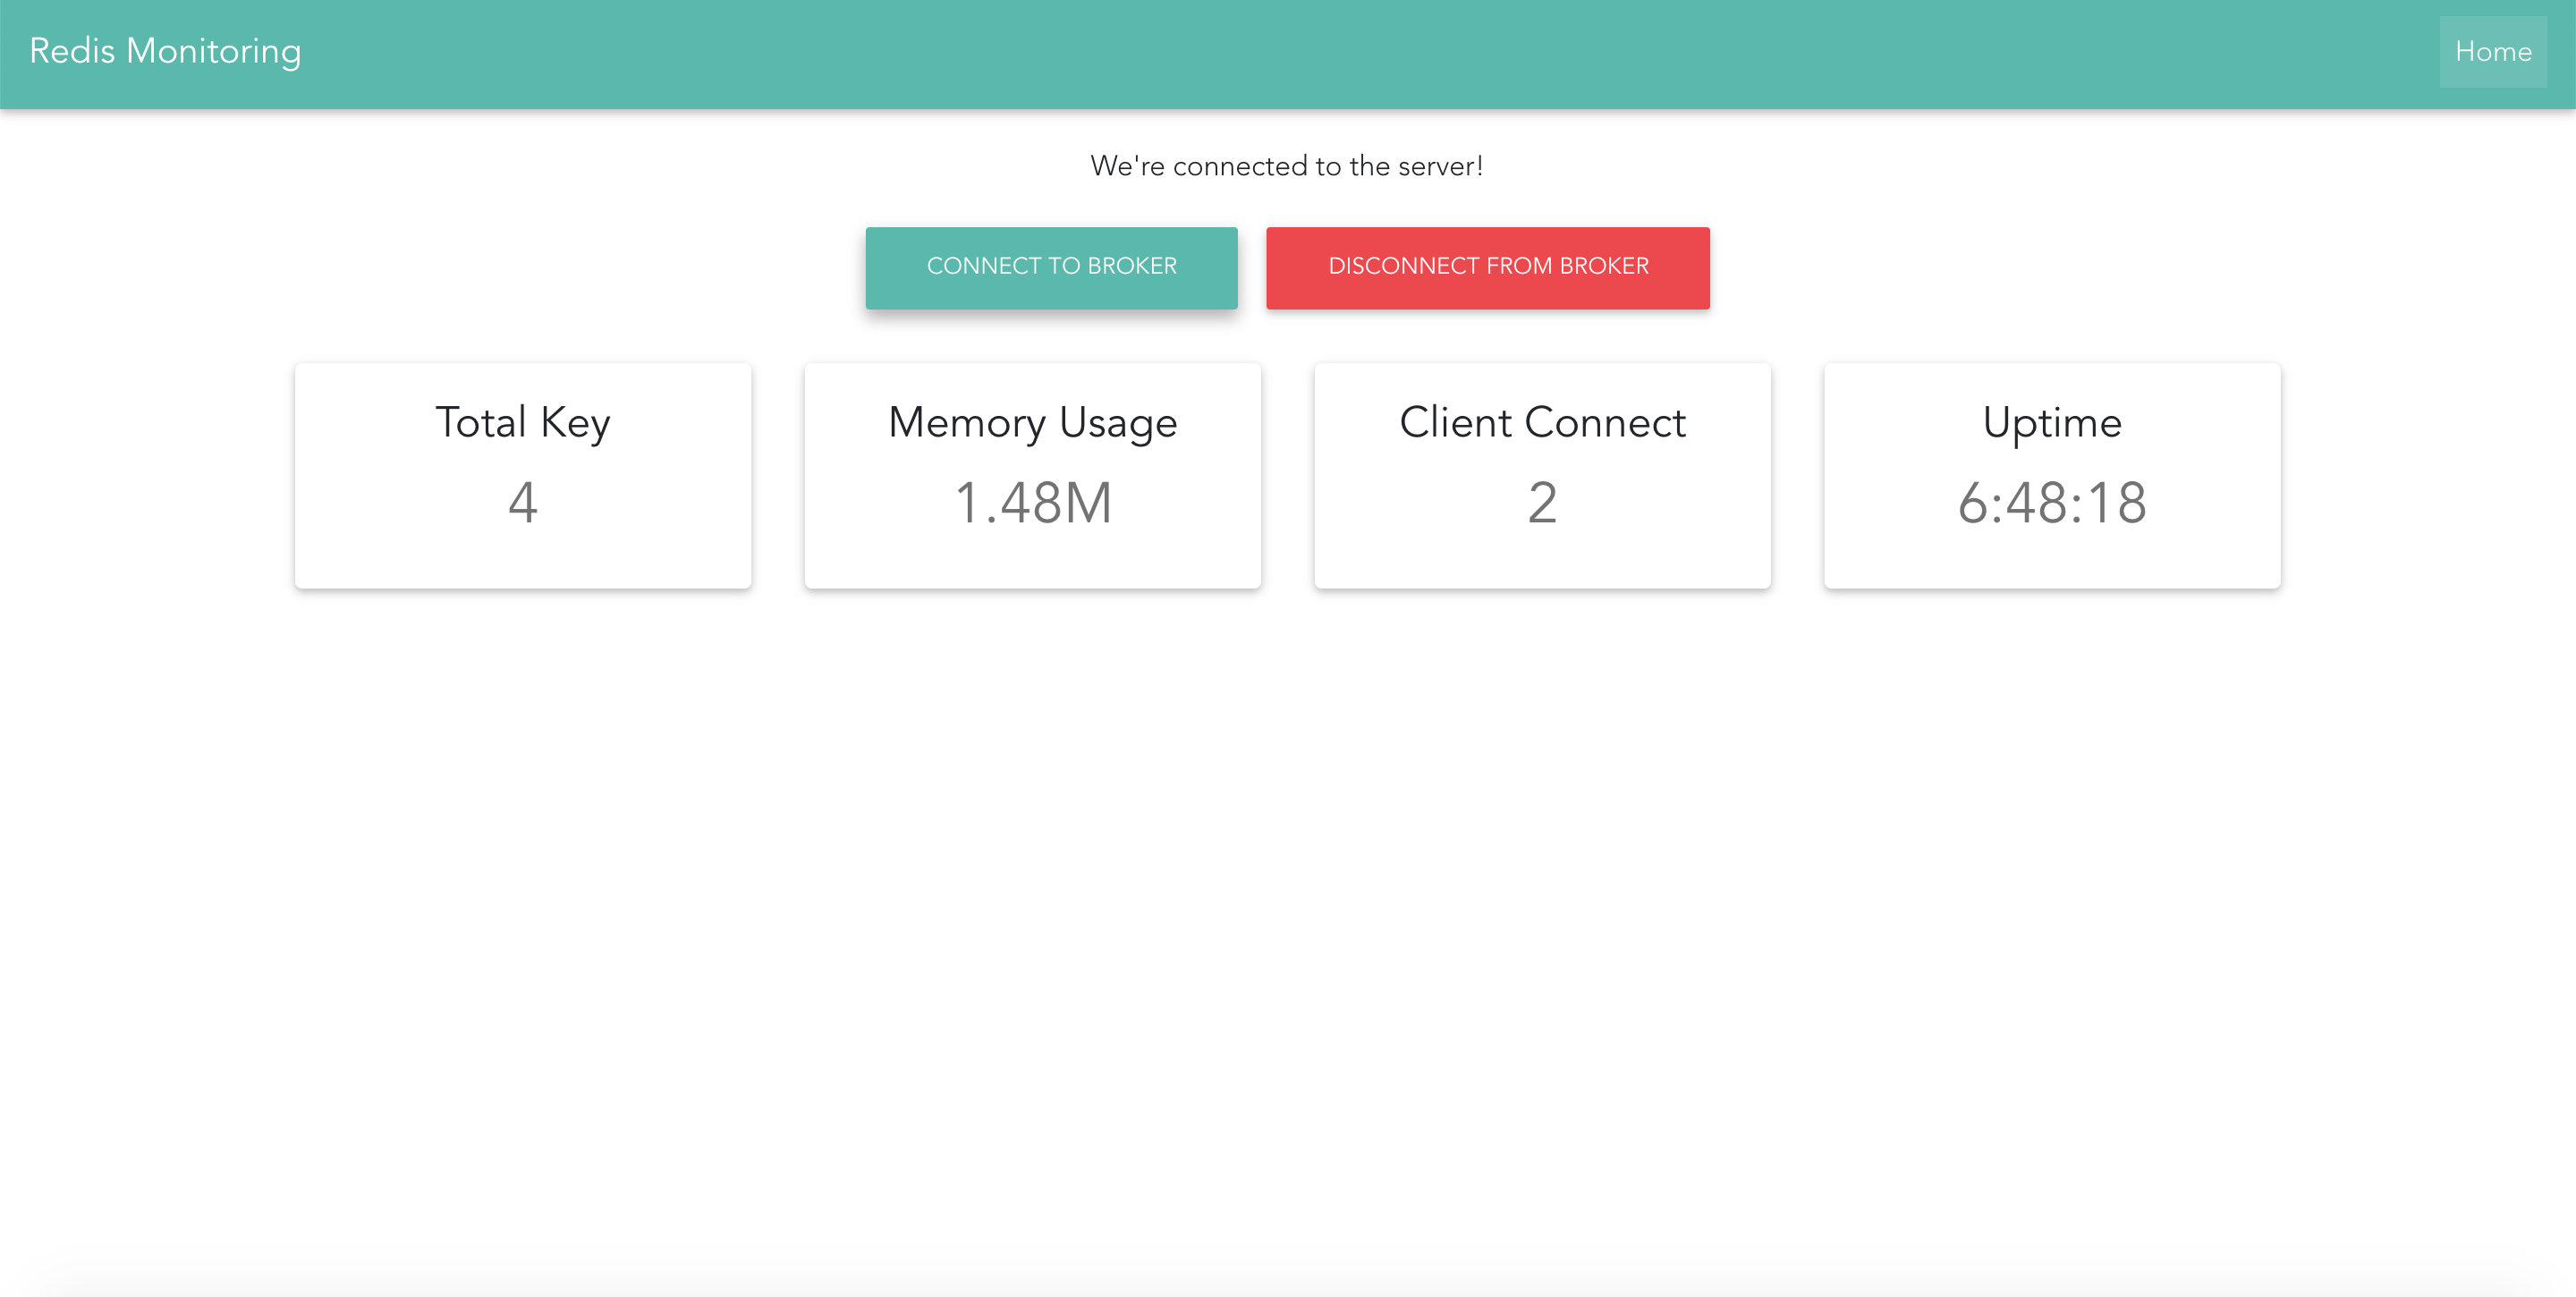 Redis Monitoring
Home
We're connected to the server!
CONNECT TO BROKER
DISCONNECT FROM BROKER
Total Key
4
Memory Usage
1.48M
Client Connect
2
Uptime
6:48:18